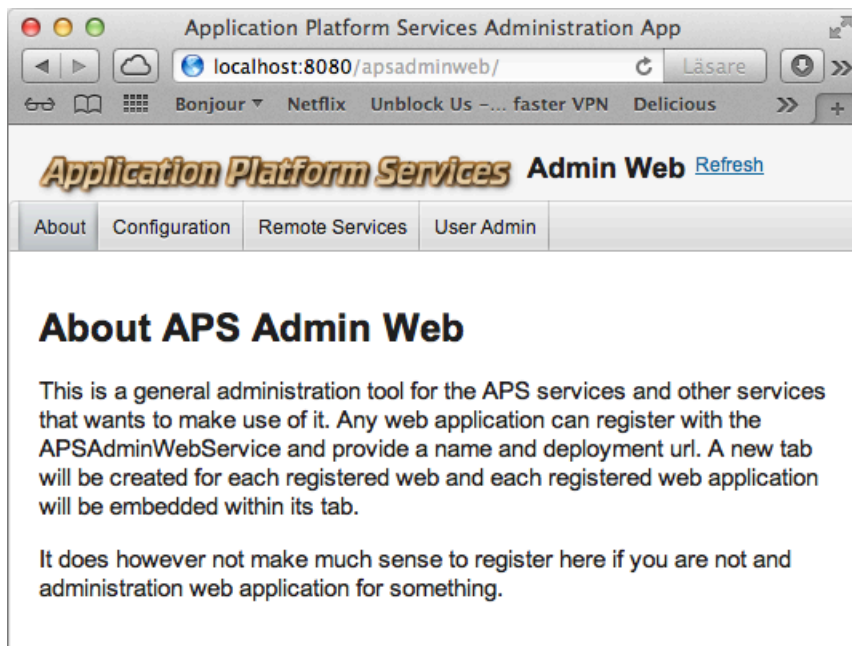 Application Platform Services Administration App
localhost:8080/apsadminweb/ Läsare
Bonjour Netflix Unblock Us -... faster VPN Delicious
Application Platform Services Admin Web Refresh
About Configuration Remote Services User Admin
About APS Admin Web
This is a general administration tool for the APS services and other services
that wants to make use of it. Any web application can register with the
APSAdminWebService and provide a name and deployment url. A new tab
will be created for each registered web and each registered web application
will be embedded within its tab.
It does however not make much sense to register here if you are not and
administration web application for something.